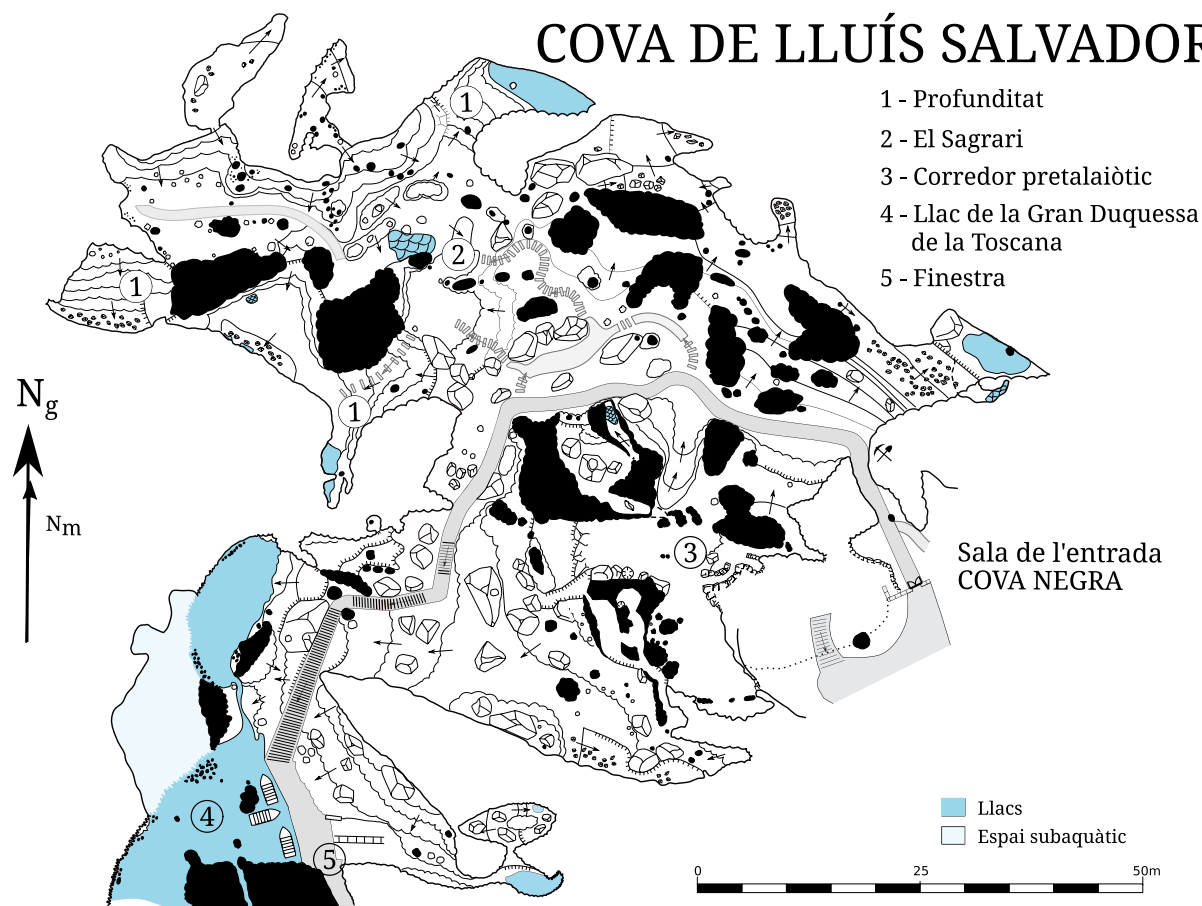 COVA DE LLUÍS SALVADOR
1 - Profunditat
2 - El Sagrari
3 - Corredor pretalaiòtic
4 - Llac de la Gran Duquessa
de la Toscana
5 - Finestra
1
2
1
1
Ng
Nm
3
Sala de l'entrada
COVA NEGRA
4
5
Llacs
Espai subaquàtic
0 25 50m